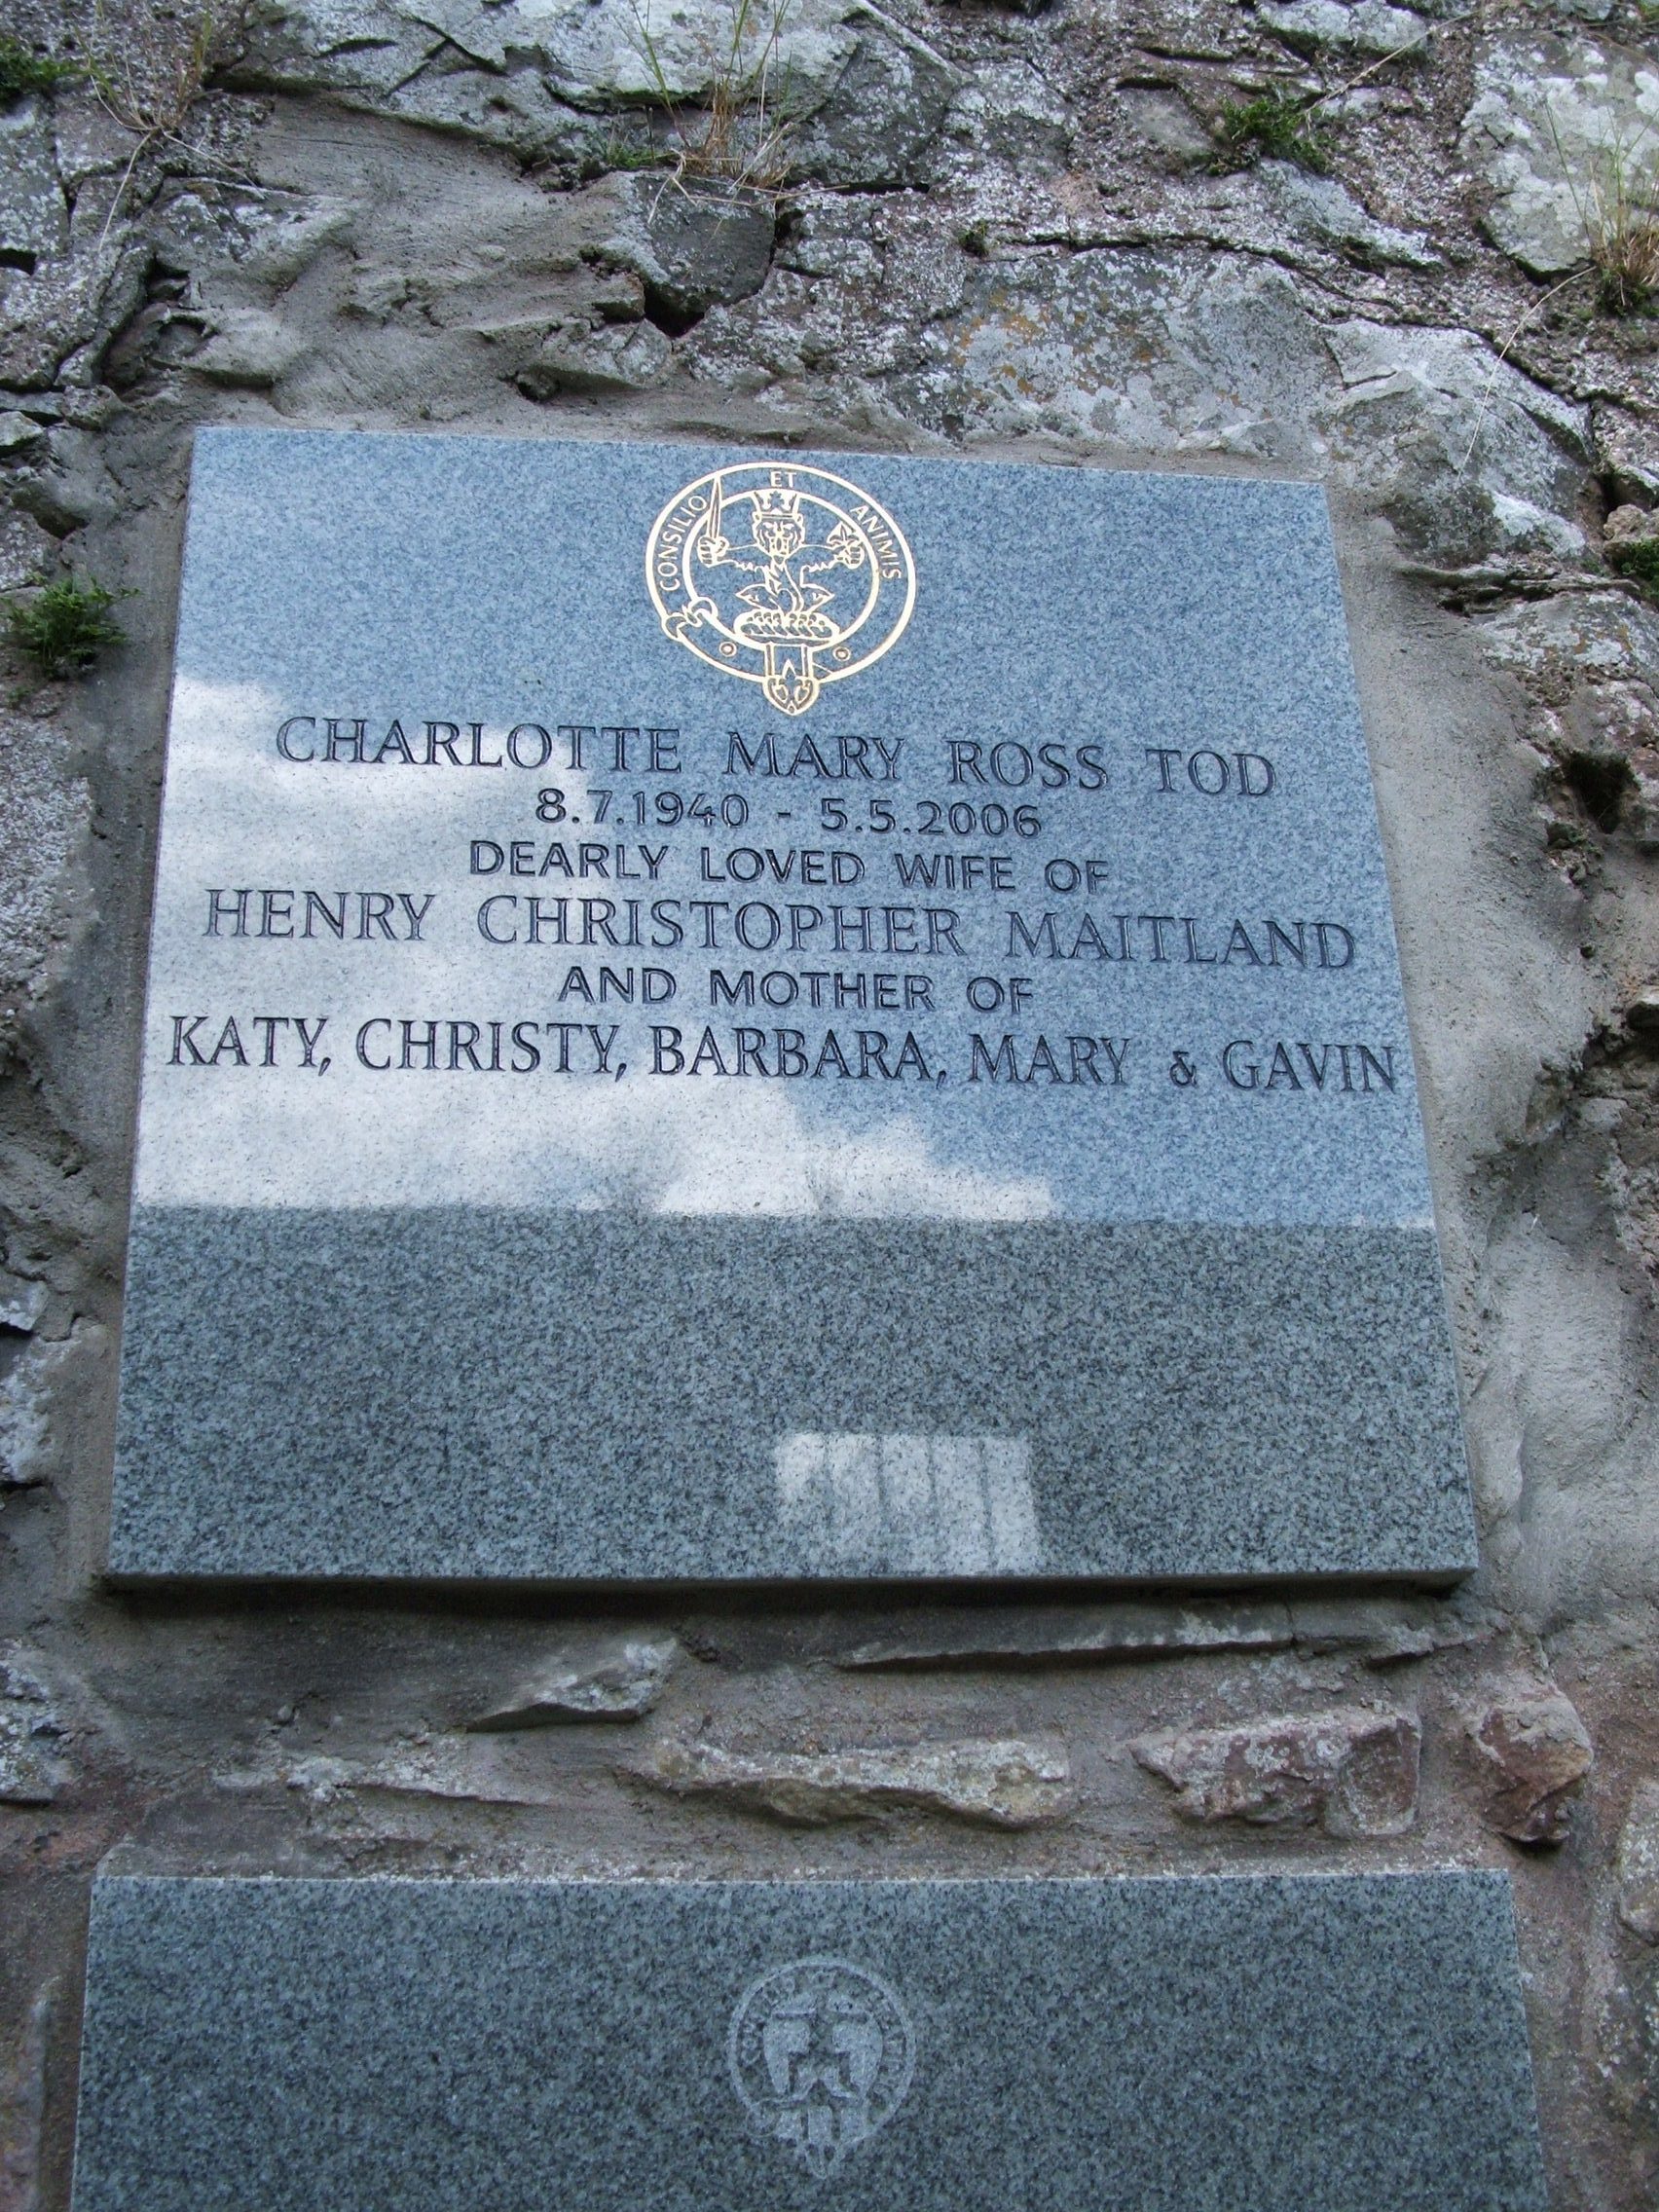 CONSILIO ET ANIMIS
CHARLOTTE MARY ROSS TOD
8.7.1940 - 5.5.2006
DEARLY LOVED WIFE OF
HENRY CHRISTOPHER MAITLAND
AND MOTHER OF
KATY, CHRISTY, BARBARA, MARY & GAVIN